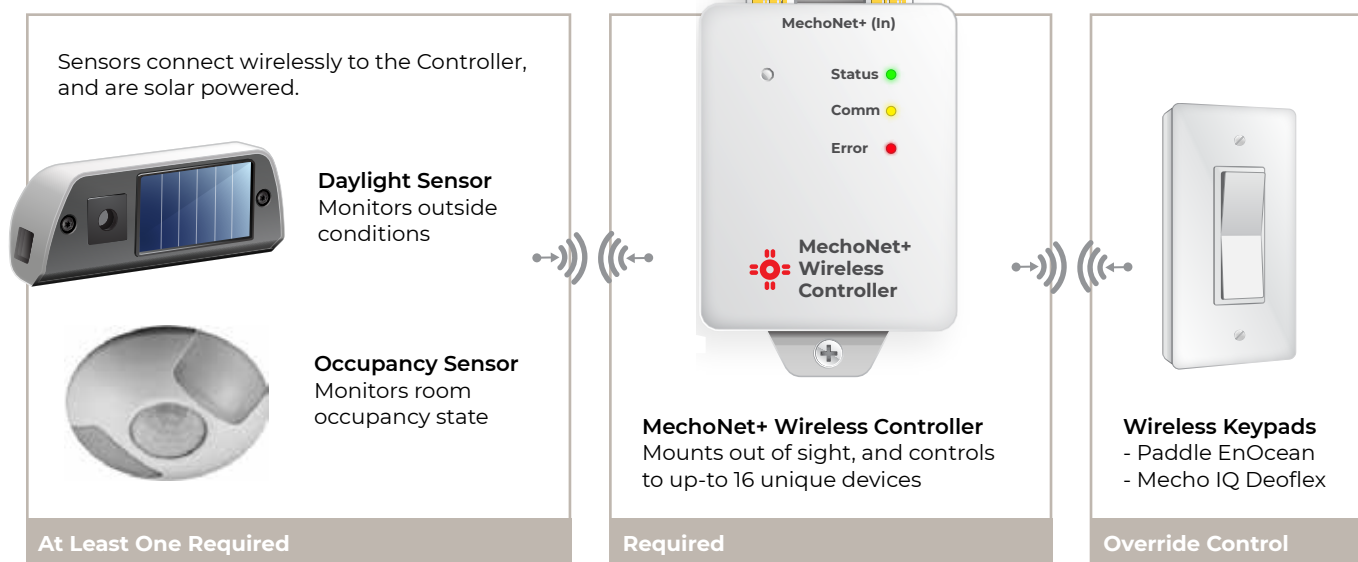 Sensors connect wirelessly to the Controller,
and are solar powered.
Daylight Sensor
Monitors outside
conditions
Occupancy Sensor
Monitors room
occupancy state
At Least One Required
MechoNet+ (In)
Status
Comm
Error
MechoNet+
Wireless
Controller
MechoNet+ Wireless Controller
Mounts out of sight, and controls
to up-to 16 unique devices
Required
Wireless Keypads
- Paddle EnOcean
- Mecho IQ Deoflex
Override Control